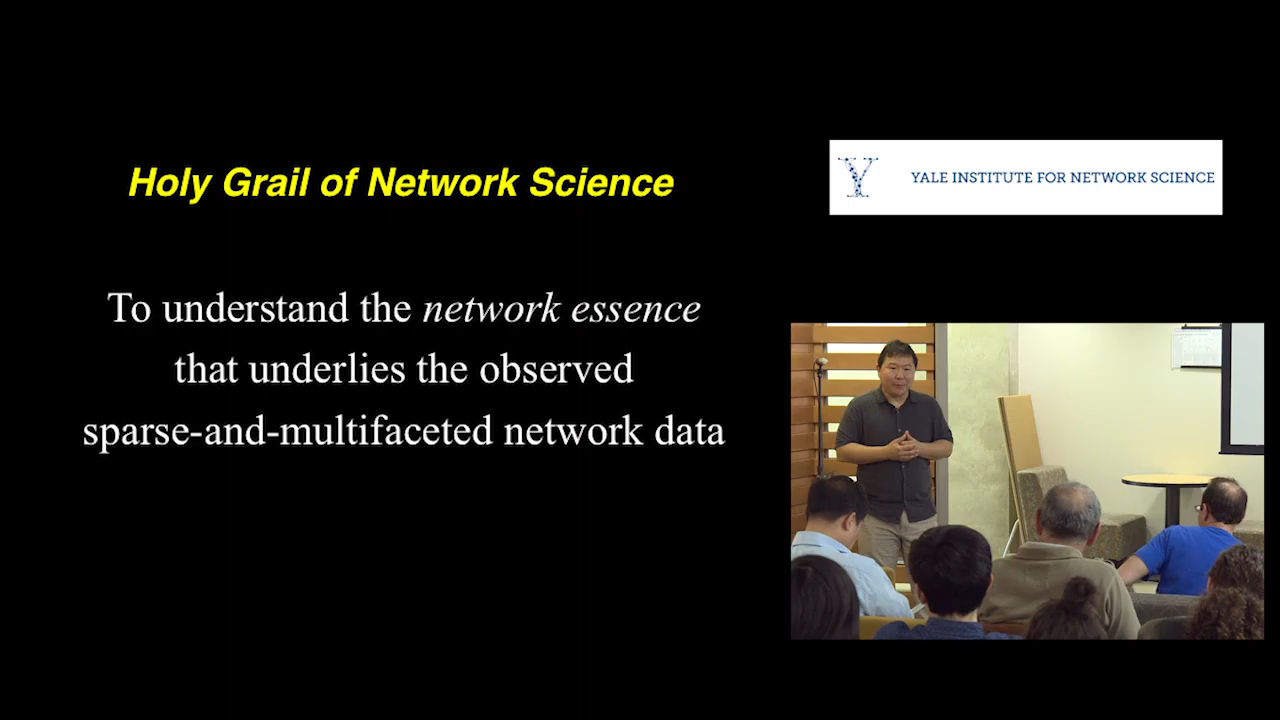 Holy Grail of Network Science
To understand the network essence
that underlies the observed
sparse-and-multifaceted network data
YALE INSTITUTE FOR NETWORK SCIENCE